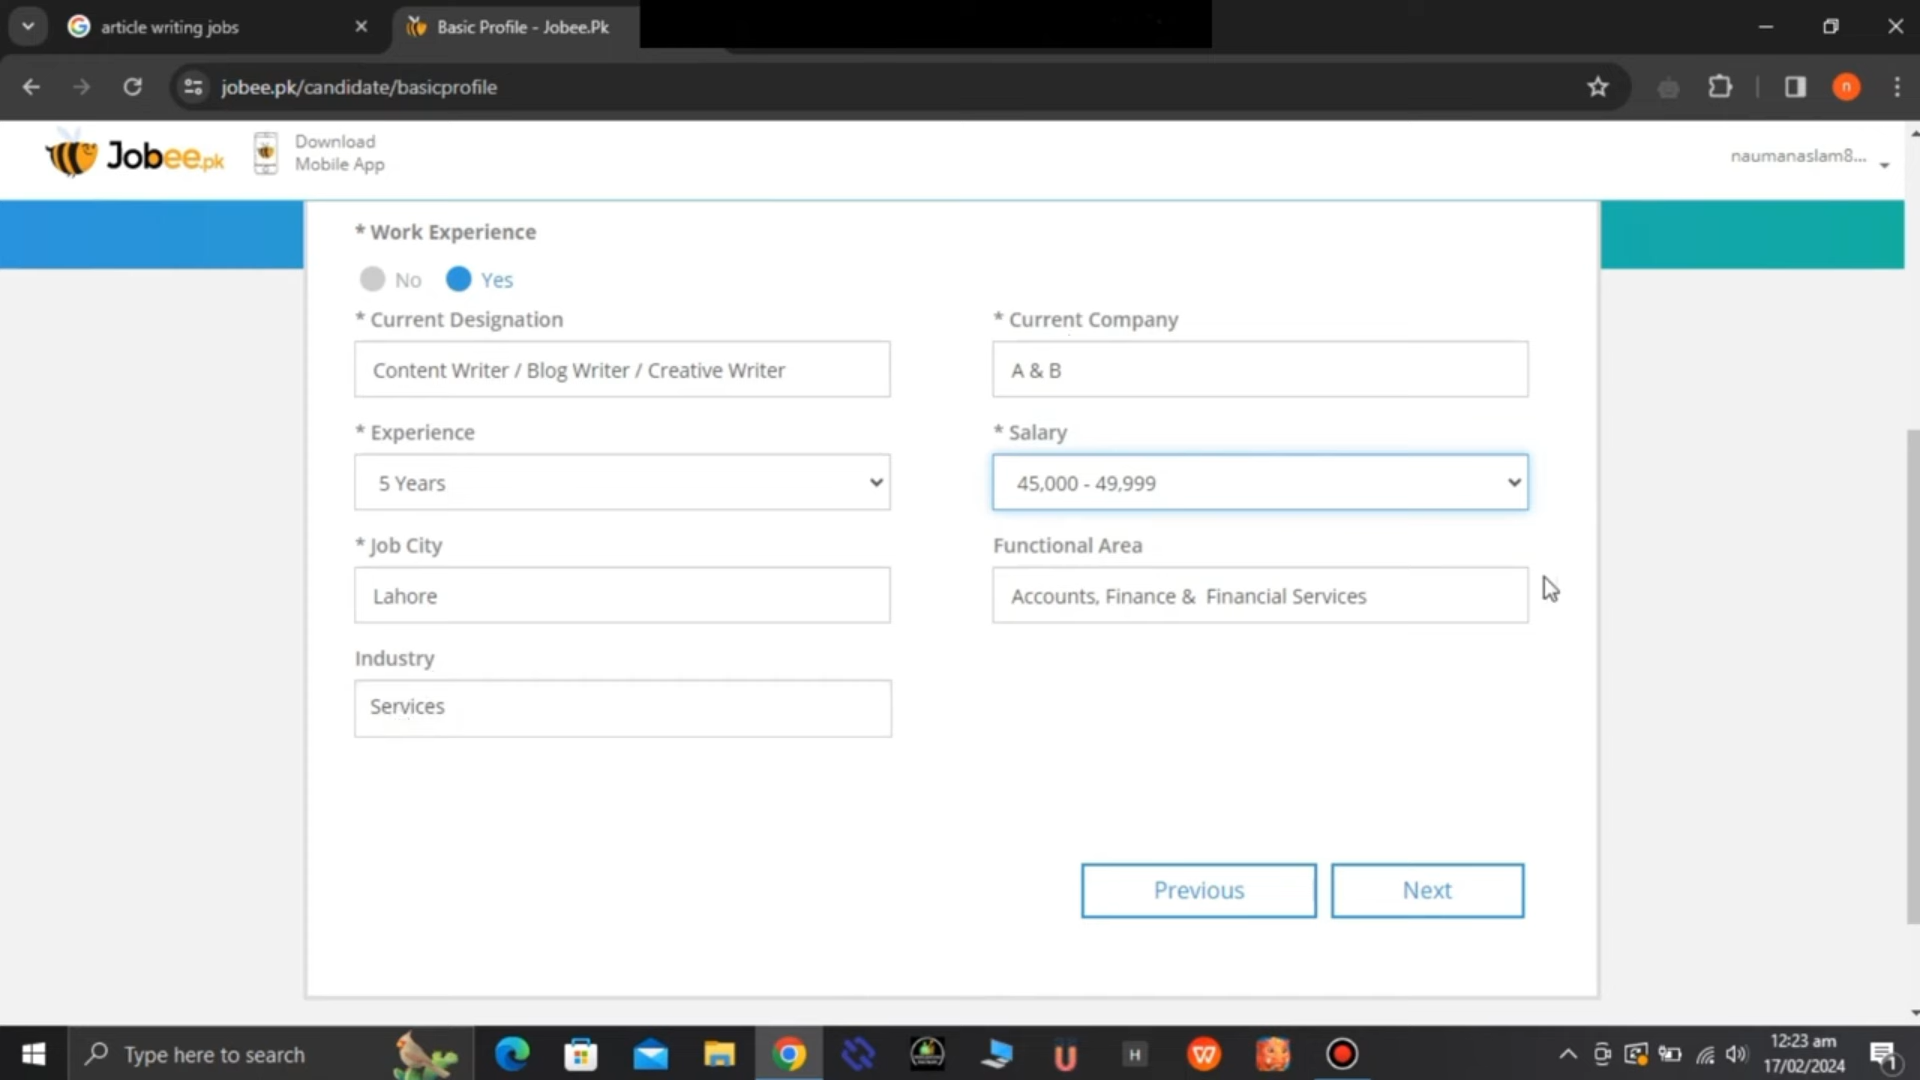 article writing jobs
Basic Profile - Jobee.Pk
jobee.pk/candidate/basicprofile
n
Jobee.pk
Download
Mobile App
naumanaslam8...
* Work Experience
No Yes
* Current Designation
* Current Company
Content Writer / Blog Writer / Creative Writer
A & B
* Experience
* Salary
5 Years
45,000 - 49,999
* Job City
Functional Area
Lahore
Accounts, Finance & Financial Services
Industry
Services
Previous
Next
Type here to search
H
12:23 am
17/02/2024
1